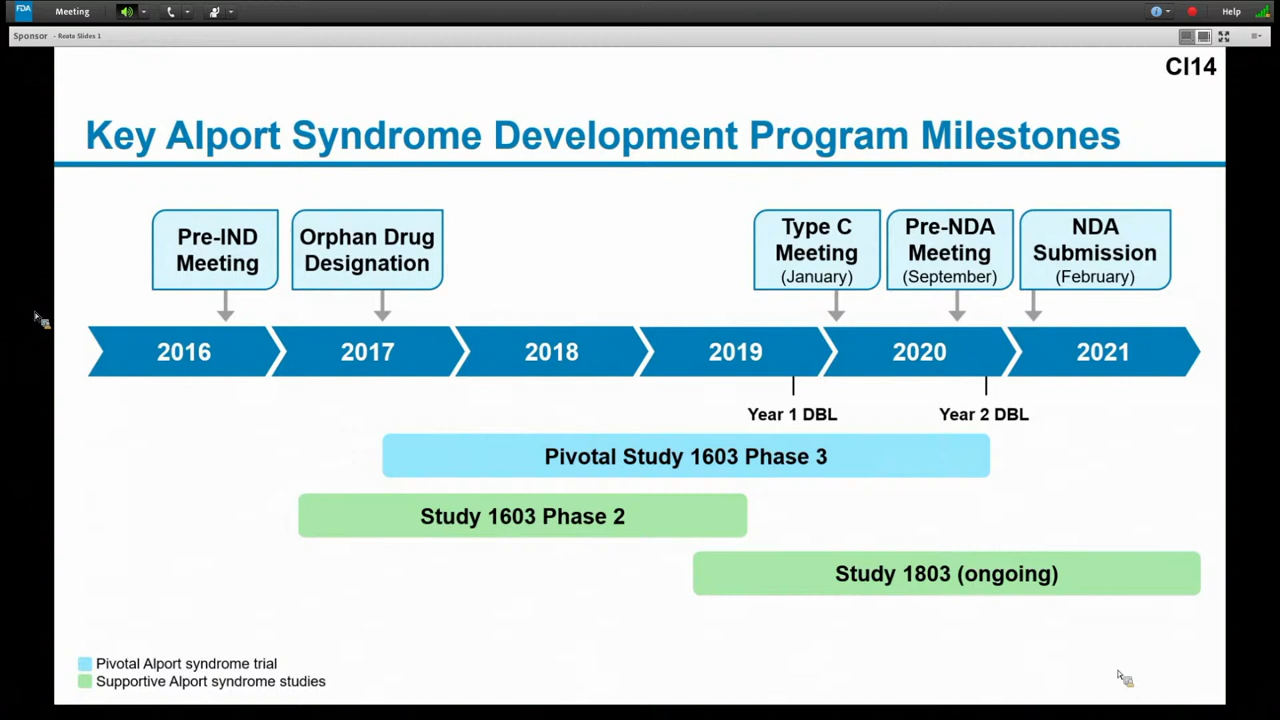 FDA
Meeting
Help
Sponsor - Reata Slides 1
CI14
Key Alport Syndrome Development Program Milestones
Pre-IND
Meeting
Orphan Drug
Designation
Type C
Meeting
(January)
Pre-NDA
Meeting
(September)
NDA
Submission
(February)
2016
2017
2018
2019
2020
2021
Year 1 DBL
Year 2 DBL
Pivotal Study 1603 Phase 3
Study 1603 Phase 2
Study 1803 (ongoing)
Pivotal Alport syndrome trial
Supportive Alport syndrome studies